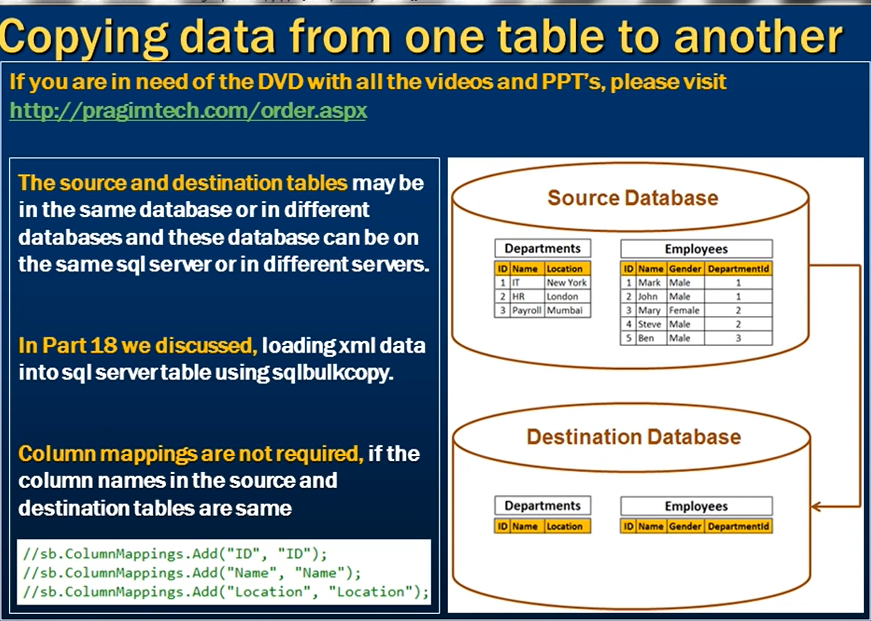 Copying data from one table to another
If you are in need of the DVD with all the videos and PPT's, please visit
http://pragimtech.com/order.aspx
The source and destination tables may be
in the same database or in different
databases and these database can be on
the same sql server or in different servers.
In Part 18 we discussed, loading xml data
into sql server table using sqlbulkcopy.
Column mappings are not required, if the
column names in the source and
destination tables are same
//sb.ColumnMappings.Add("ID", "ID");
//sb.ColumnMappings.Add("Name", "Name");
//sb.ColumnMappings.Add("Location", "Location");
Source Database
Departments
ID Name Location
1 IT New York
2 HR London
3 Payroll Mumbai
Employees
ID Name Gender DepartmentId
1 Mark Male 1
2 John Male 1
3 Mary Female 2
4 Steve Male 2
5 Ben Male 3
Destination Database
Departments
ID Name Location
Employees
ID Name Gender DepartmentId